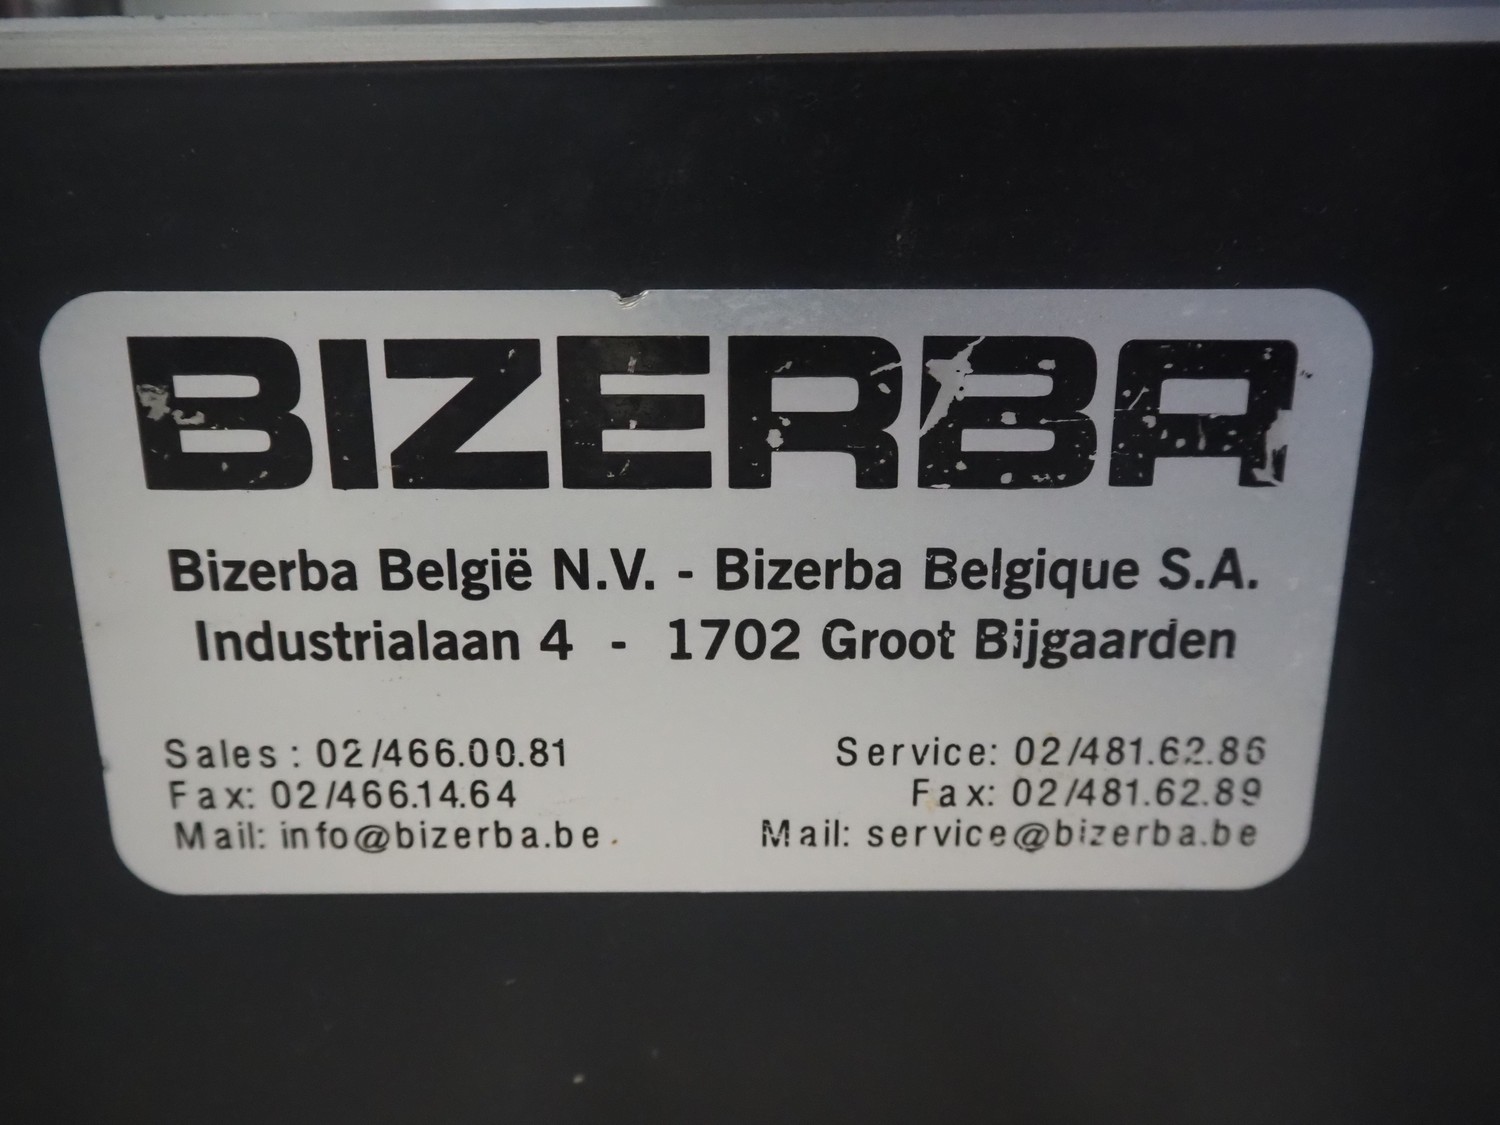 BIZERBA
Bizerba België N.V. - Bizerba Belgique S.A.
Industrialaan 4 - 1702 Groot Bijgaarden
Sales : 02/466.00.81
Fax: 02/466.14.64
Mail: info@bizerba.be
Service: 02/481.62.86
Fax: 02/481.62.89
Mail: service@bizerba.be